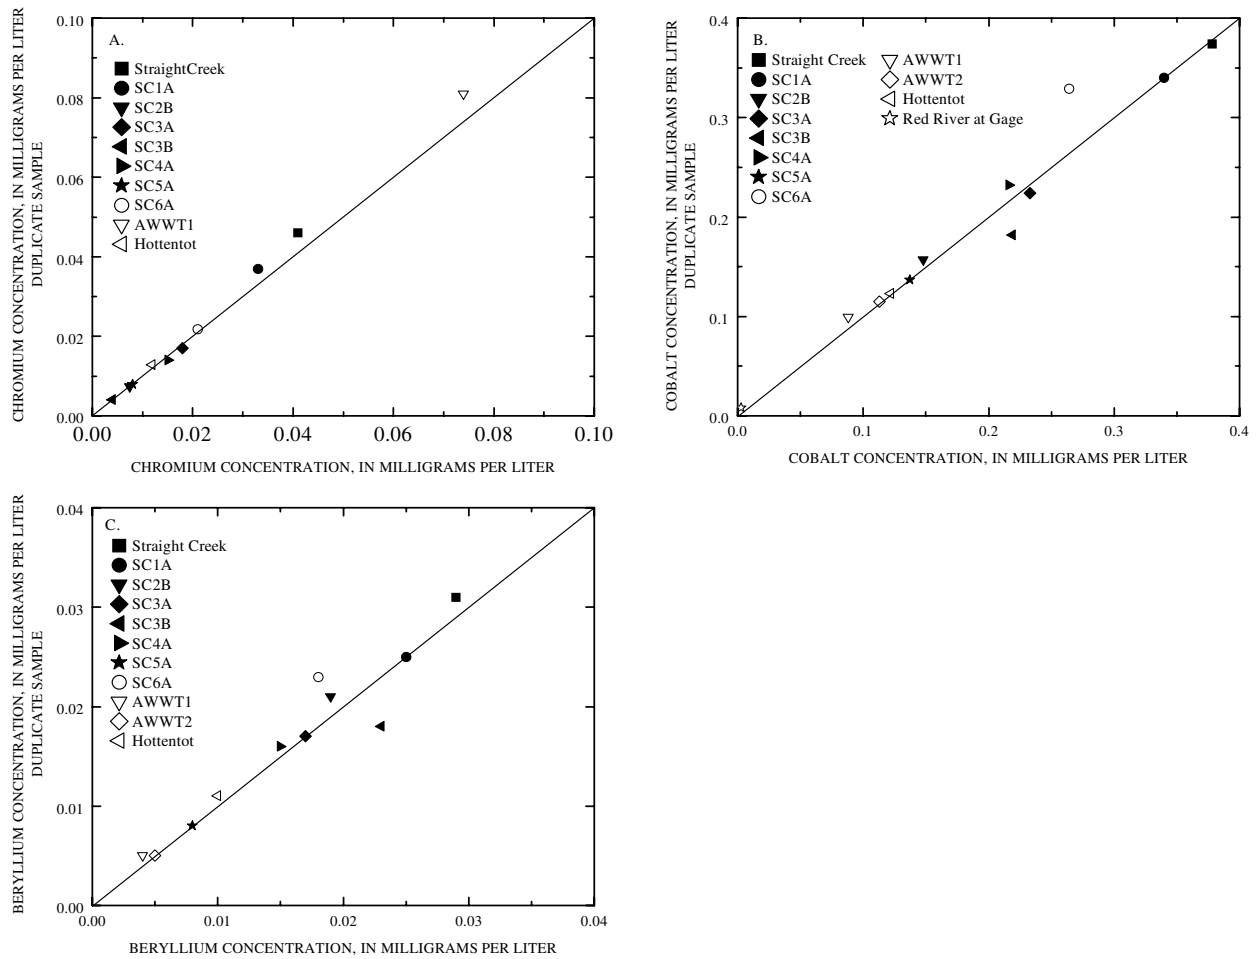 CHROMIUM CONCENTRATION, IN MILLIGRAMS PER LITER
DUPLICATE SAMPLE
0.10
0.08
0.06
0.04
0.02
0.00
A.
StraightCreek
SC1A
SC2B
SC3A
SC3B
SC4A
SC5A
SC6A
AWWT1
Hottentot
0.00 0.02 0.04 0.06 0.08 0.10
CHROMIUM CONCENTRATION, IN MILLIGRAMS PER LITER
COBALT CONCENTRATION, IN MILLIGRAMS PER LITER
DUPLICATE SAMPLE
0.4
0.3
0.2
0.1
0.0
B.
Straight Creek
SC1A
SC2B
SC3A
SC3B
SC4A
SC5A
SC6A
AWWT1
AWWT2
Hottentot
Red River at Gage
0.0 0.1 0.2 0.3 0.4
COBALT CONCENTRATION, IN MILLIGRAMS PER LITER
BERYLLIUM CONCENTRATION, IN MILLIGRAMS PER LITER
DUPLICATE SAMPLE
0.04
0.03
0.02
0.01
0.00
C.
Straight Creek
SC1A
SC2B
SC3A
SC3B
SC4A
SC5A
SC6A
AWWT1
AWWT2
Hottentot
0.00 0.01 0.02 0.03 0.04
BERYLLIUM CONCENTRATION, IN MILLIGRAMS PER LITER